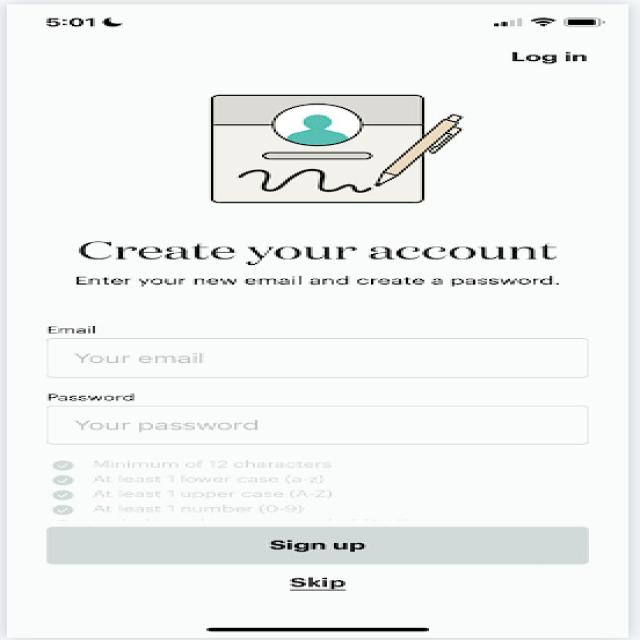 5:01
Log in
Create your account
Enter your new email and create a password.
Email
Your email
Password
Your password
Minimum of 12 characters
At least 1 lower case (a-z)
At least 1 upper case (A-Z)
At least 1 number (0-9)
Sign up
Skip